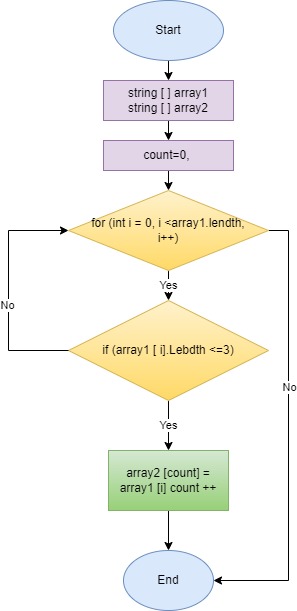 Start
string [ ] array1
string [ ] array2
count=0,
for (int i = 0, i <array1.lendth,
i++)
Yes
No
if (array1 [ i].Lebdth <=3)
No
Yes
array2 [count] =
array1 [i] count ++
End